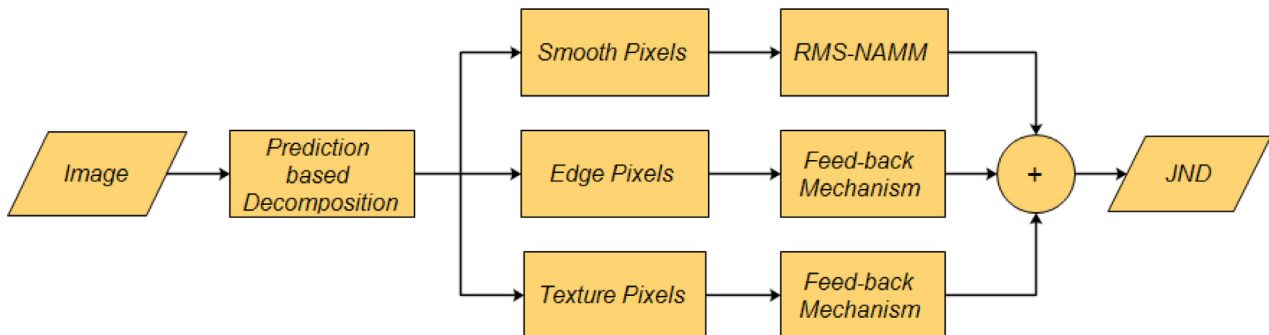 Smooth Pixels
RMS-NAMM
Image
Prediction
based
Decomposition
Edge Pixels
Feed-back
Mechanism
+
JND
Texture Pixels
Feed-back
Mechanism